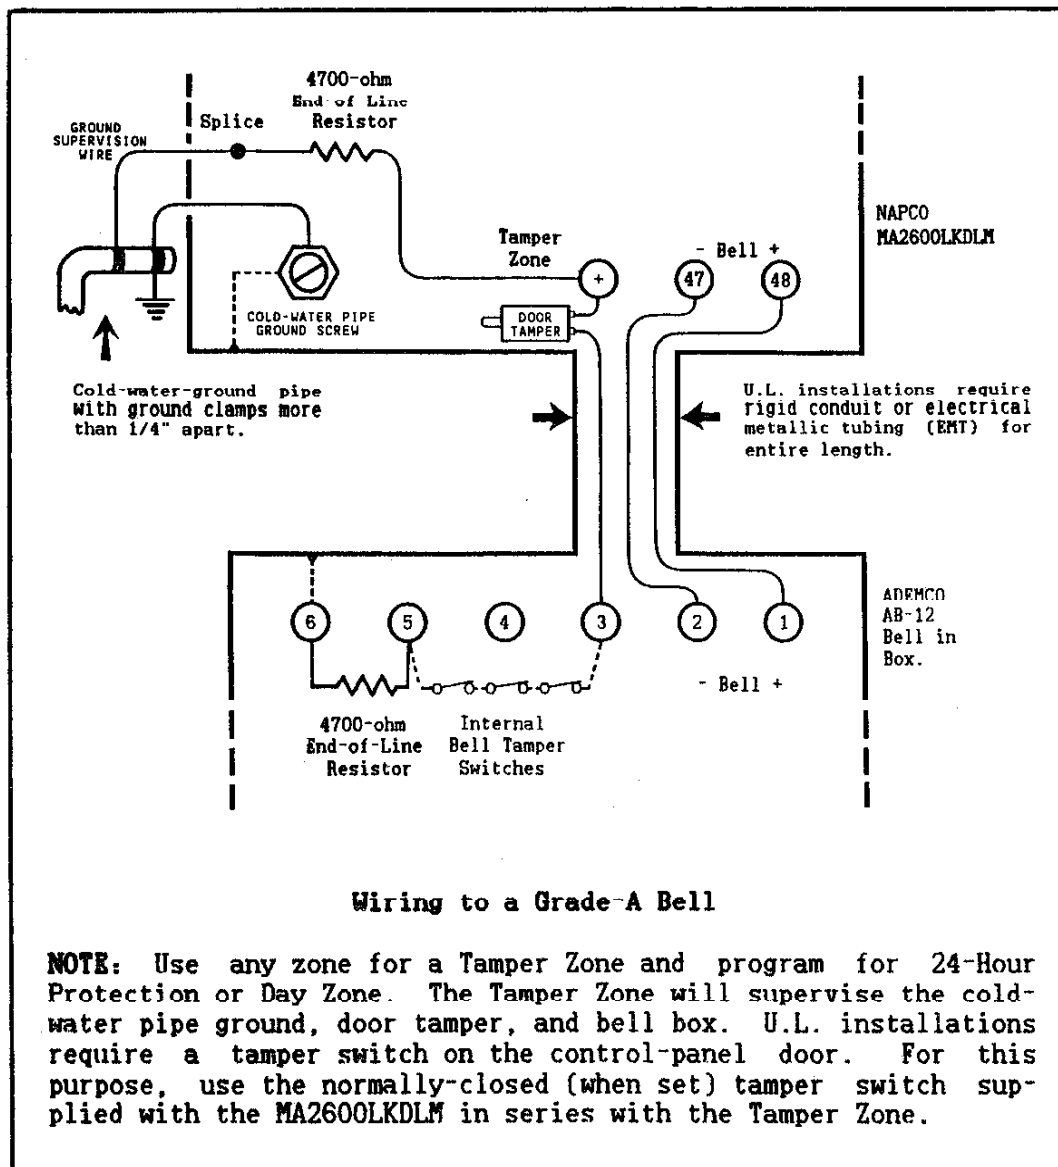 4700-ohm
End-of Line
Resistor
Splice
GROUND
SUPERVISION
WIRE
NAPCO
MA2600LKDLM
Tamper
Zone
- Bell +
+
47
48
DOOR
TAMPER
COLD-WATER PIPE
GROUND SCREW
Cold-water-ground pipe
with ground clamps more
than 1/4" apart.
U.L. installations require
rigid conduit or electrical
metallic tubing (EMT) for
entire length.
6
5
4
3
2
1
ADEMCO
AB-12
Bell in
Box.
- Bell +
4700-ohm
End-of-Line
Resistor
Internal
Bell Tamper
Switches
Wiring to a Grade-A Bell
NOTE: Use any zone for a Tamper Zone and program for 24-Hour
Protection or Day Zone. The Tamper Zone will supervise the cold-
water pipe ground, door tamper, and bell box. U.L. installations
require a tamper switch on the control-panel door. For this
purpose, use the normally-closed (when set) tamper switch sup-
plied with the MA2600LKDLM in series with the Tamper Zone.